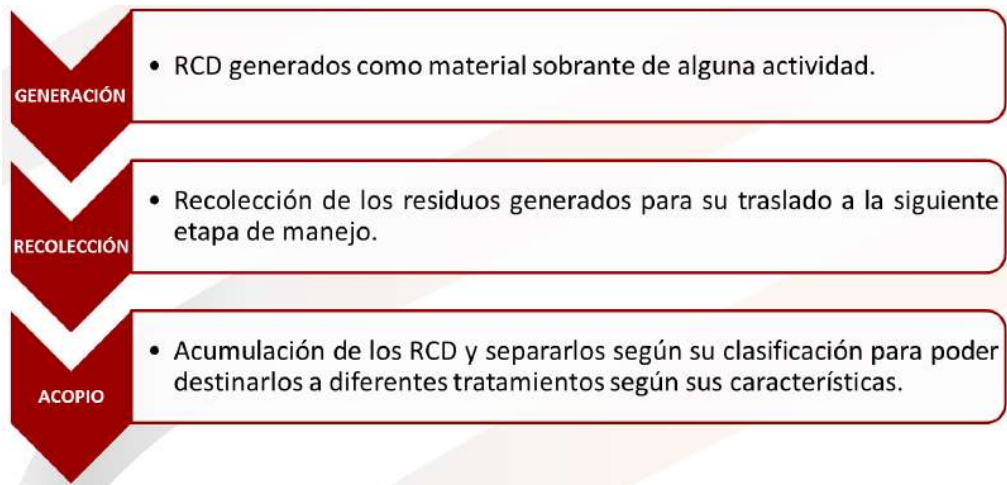 GENERACIÓN
• RCD generados como material sobrante de alguna actividad.
RECOLECCIÓN
• Recolección de los residuos generados para su traslado a la siguiente
etapa de manejo.
ACOPIO
• Acumulación de los RCD y separarlos según su clasificación para poder
destinarlos a diferentes tratamientos según sus características.